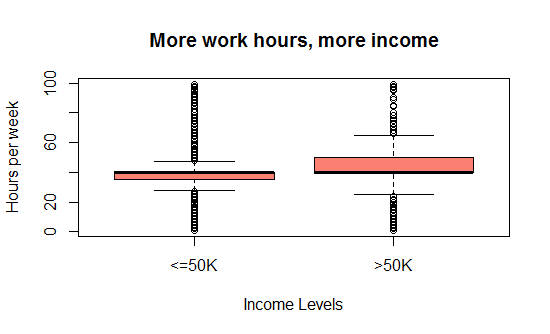 More work hours, more income
Hours per week
100
60
20
0
<=50K
>50K
Income Levels